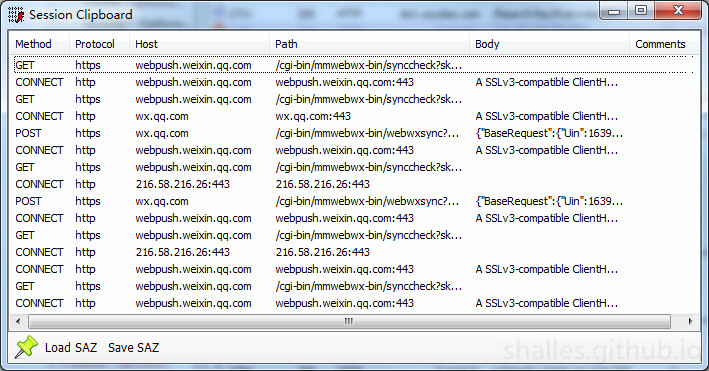 Session Clipboard
Method Protocol Host Path Body Comments
GET https webpush.weixin.qq.com /cgi-bin/mmwebwx-bin/synccheck?sk...
CONNECT http webpush.weixin.qq.com webpush.weixin.qq.com:443 A SSLv3-compatible ClientH...
GET https webpush.weixin.qq.com /cgi-bin/mmwebwx-bin/synccheck?sk...
CONNECT http wx.qq.com wx.qq.com:443 A SSLv3-compatible ClientH...
POST https wx.qq.com /cgi-bin/mmwebwx-bin/webwxsync?... {"BaseRequest":{"Uin":1639...
CONNECT http webpush.weixin.qq.com webpush.weixin.qq.com:443 A SSLv3-compatible ClientH...
GET https webpush.weixin.qq.com /cgi-bin/mmwebwx-bin/synccheck?sk...
CONNECT http 216.58.216.26:443 216.58.216.26:443
POST https wx.qq.com /cgi-bin/mmwebwx-bin/webwxsync?... {"BaseRequest":{"Uin":1639...
CONNECT http webpush.weixin.qq.com webpush.weixin.qq.com:443 A SSLv3-compatible ClientH...
GET https webpush.weixin.qq.com /cgi-bin/mmwebwx-bin/synccheck?sk...
CONNECT http 216.58.216.26:443 216.58.216.26:443
CONNECT http webpush.weixin.qq.com webpush.weixin.qq.com:443 A SSLv3-compatible ClientH...
GET https webpush.weixin.qq.com /cgi-bin/mmwebwx-bin/synccheck?sk...
CONNECT http webpush.weixin.qq.com webpush.weixin.qq.com:443 A SSLv3-compatible ClientH...
Load SAZ Save SAZ
shalles.github.io